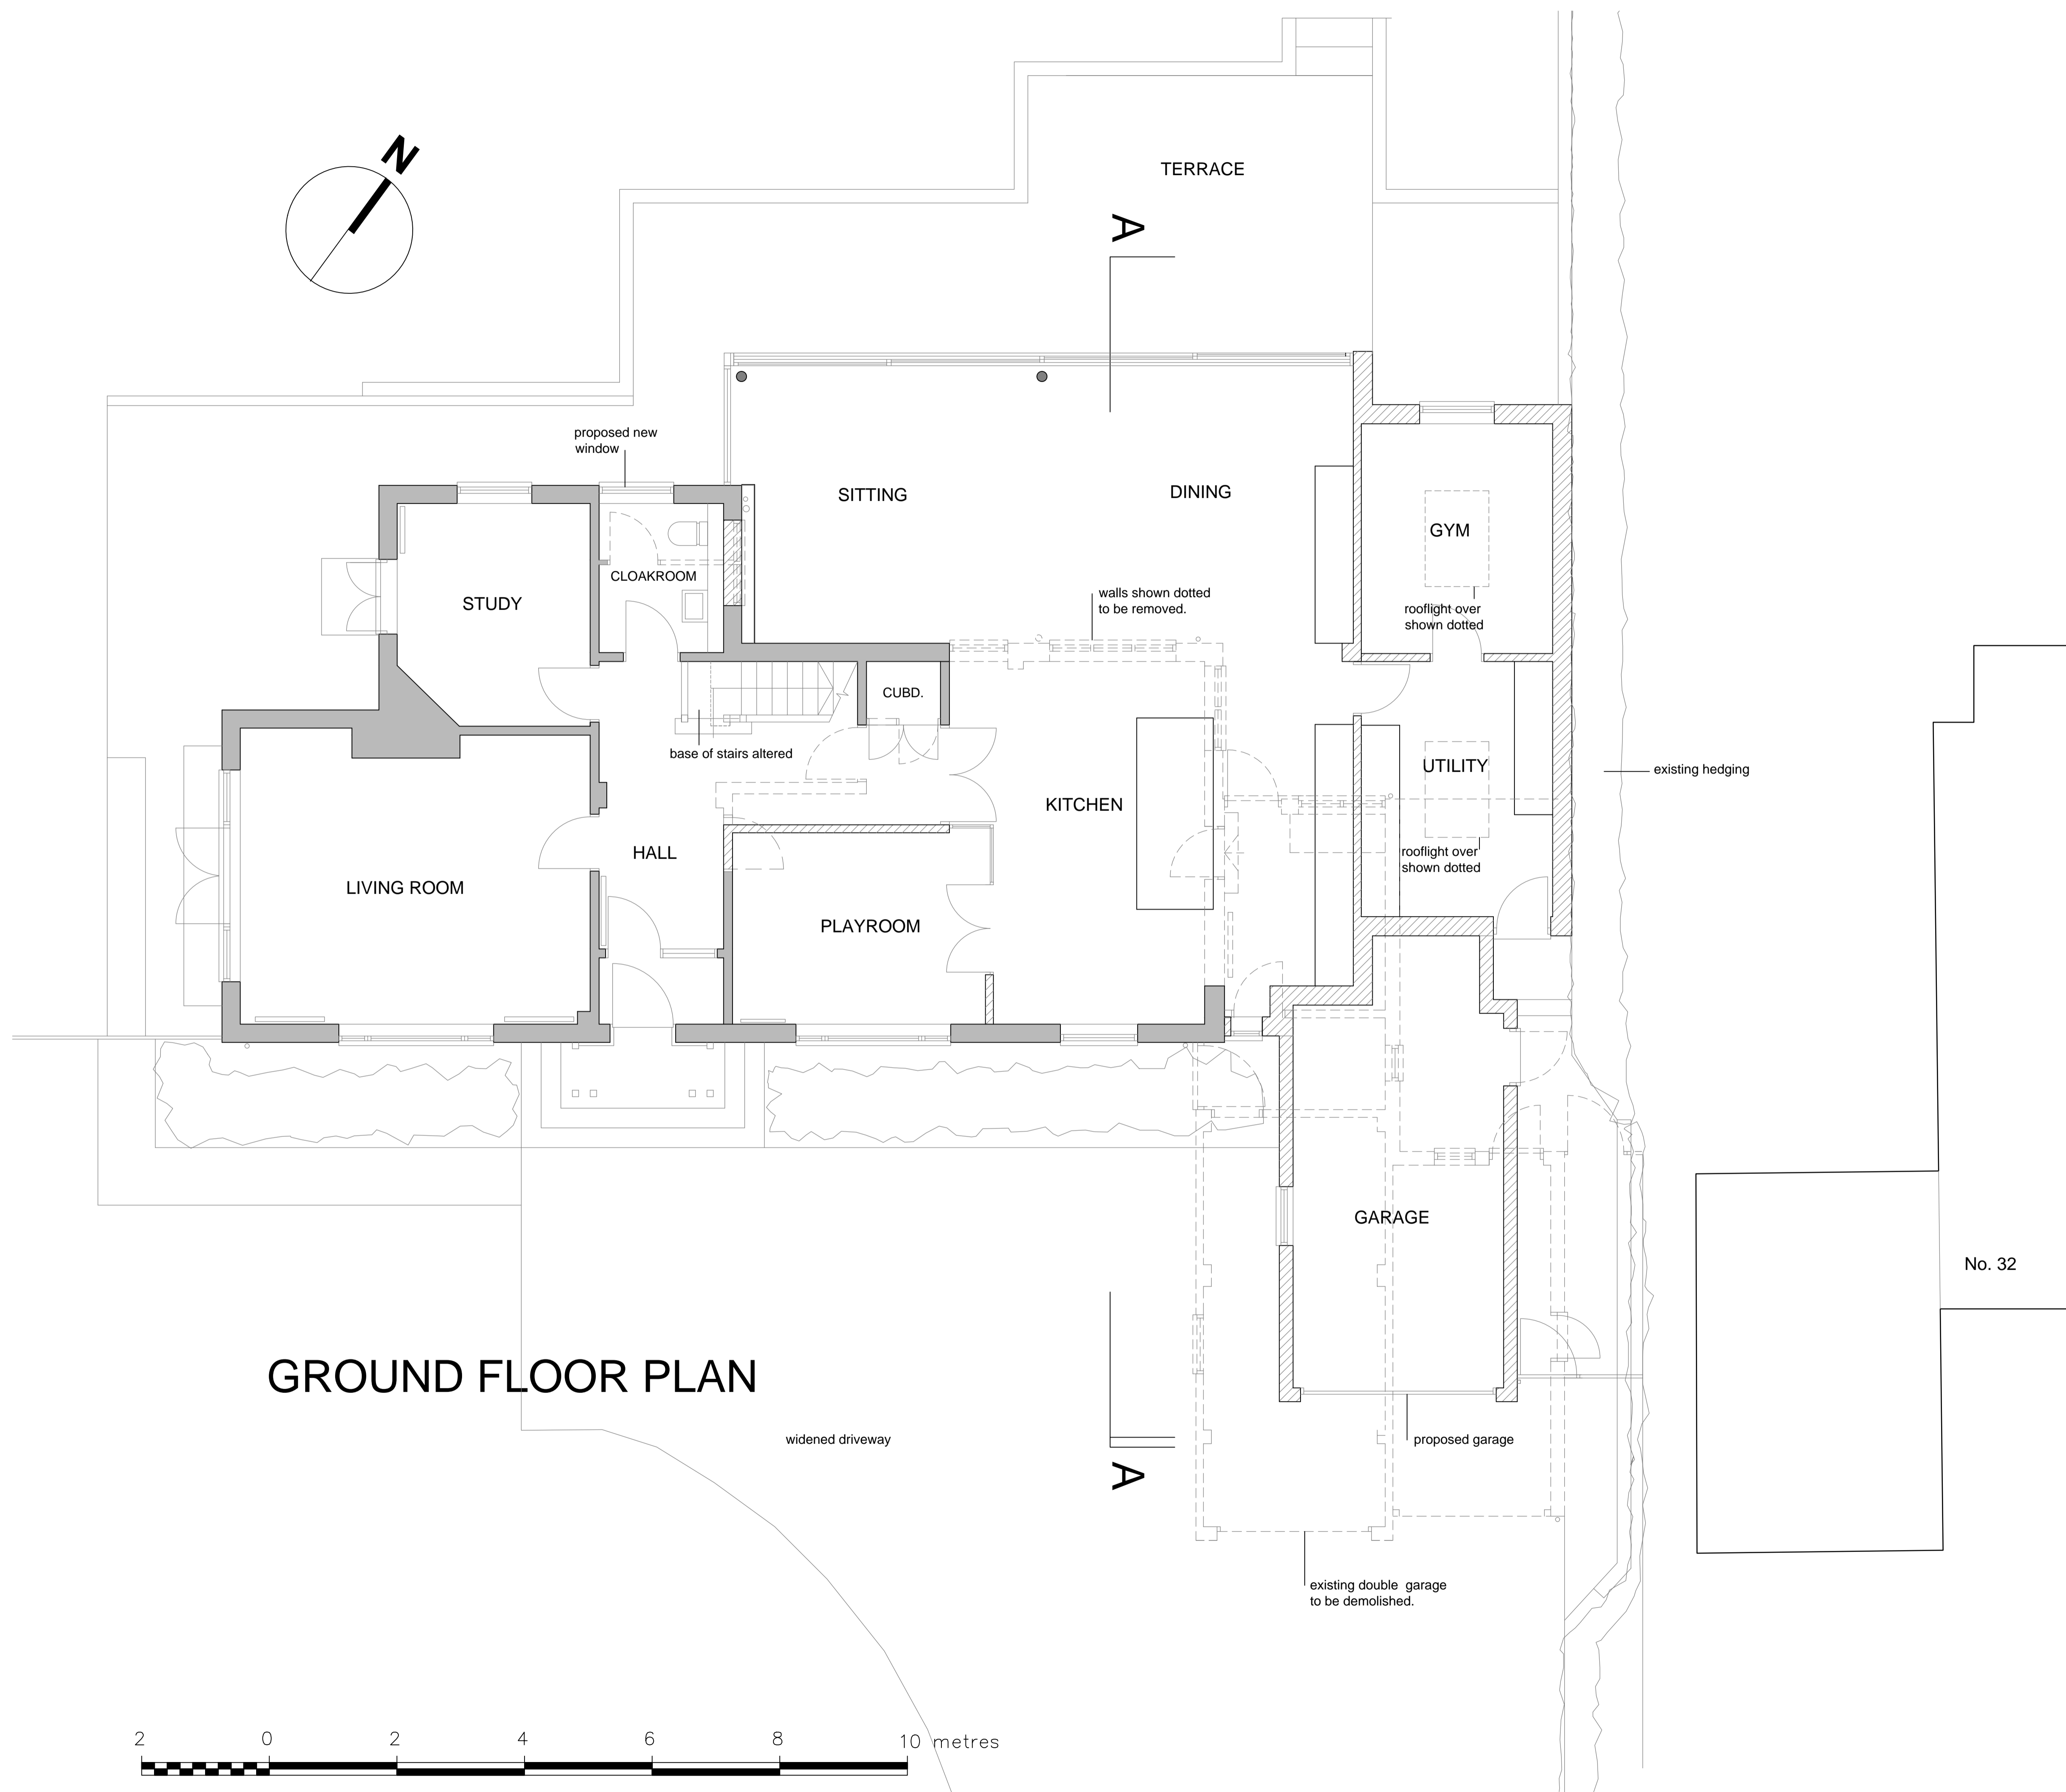 N
TERRACE
A
proposed new
window
SITTING
DINING
GYM
CLOAKROOM
STUDY
walls shown dotted
to be removed.
rooflight over
shown dotted
CUBD.
base of stairs altered
UTILITY
existing hedging
KITCHEN
HALL
rooflight over
shown dotted
LIVING ROOM
PLAYROOM
GARAGE
No. 32
GROUND FLOOR PLAN
widened driveway
proposed garage
A
existing double garage
to be demolished.
2 0 2 4 6 8 10 metres